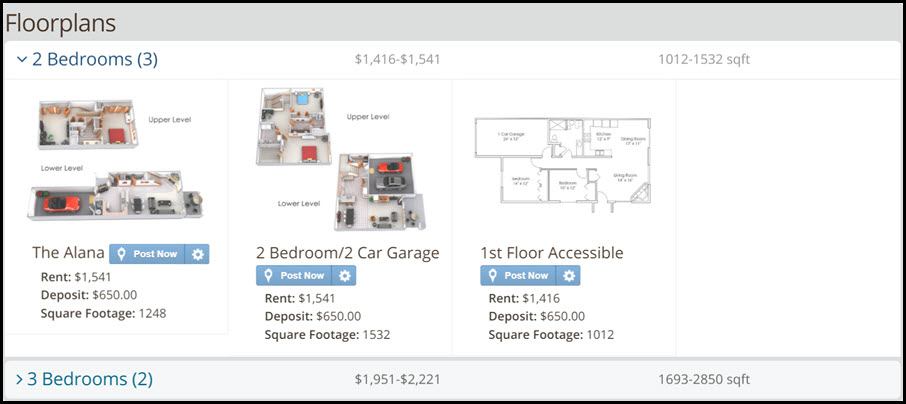 Floorplans
2 Bedrooms (3)
$1,416-$1,541
1012-1532 sqft
Upper Level
Lower Level
The Alana
Post Now
Rent: $1,541
Deposit: $650.00
Square Footage: 1248
Upper Level
Lower Level
2 Bedroom/2 Car Garage
Post Now
Rent: $1,541
Deposit: $650.00
Square Footage: 1532
1 Car Garage
Kitchen
Dining Room
Bedroom
Bedroom
1st Floor Accessible
Post Now
Rent: $1,416
Deposit: $650.00
Square Footage: 1012
3 Bedrooms (2)
$1,951-$2,221
1693-2850 sqft